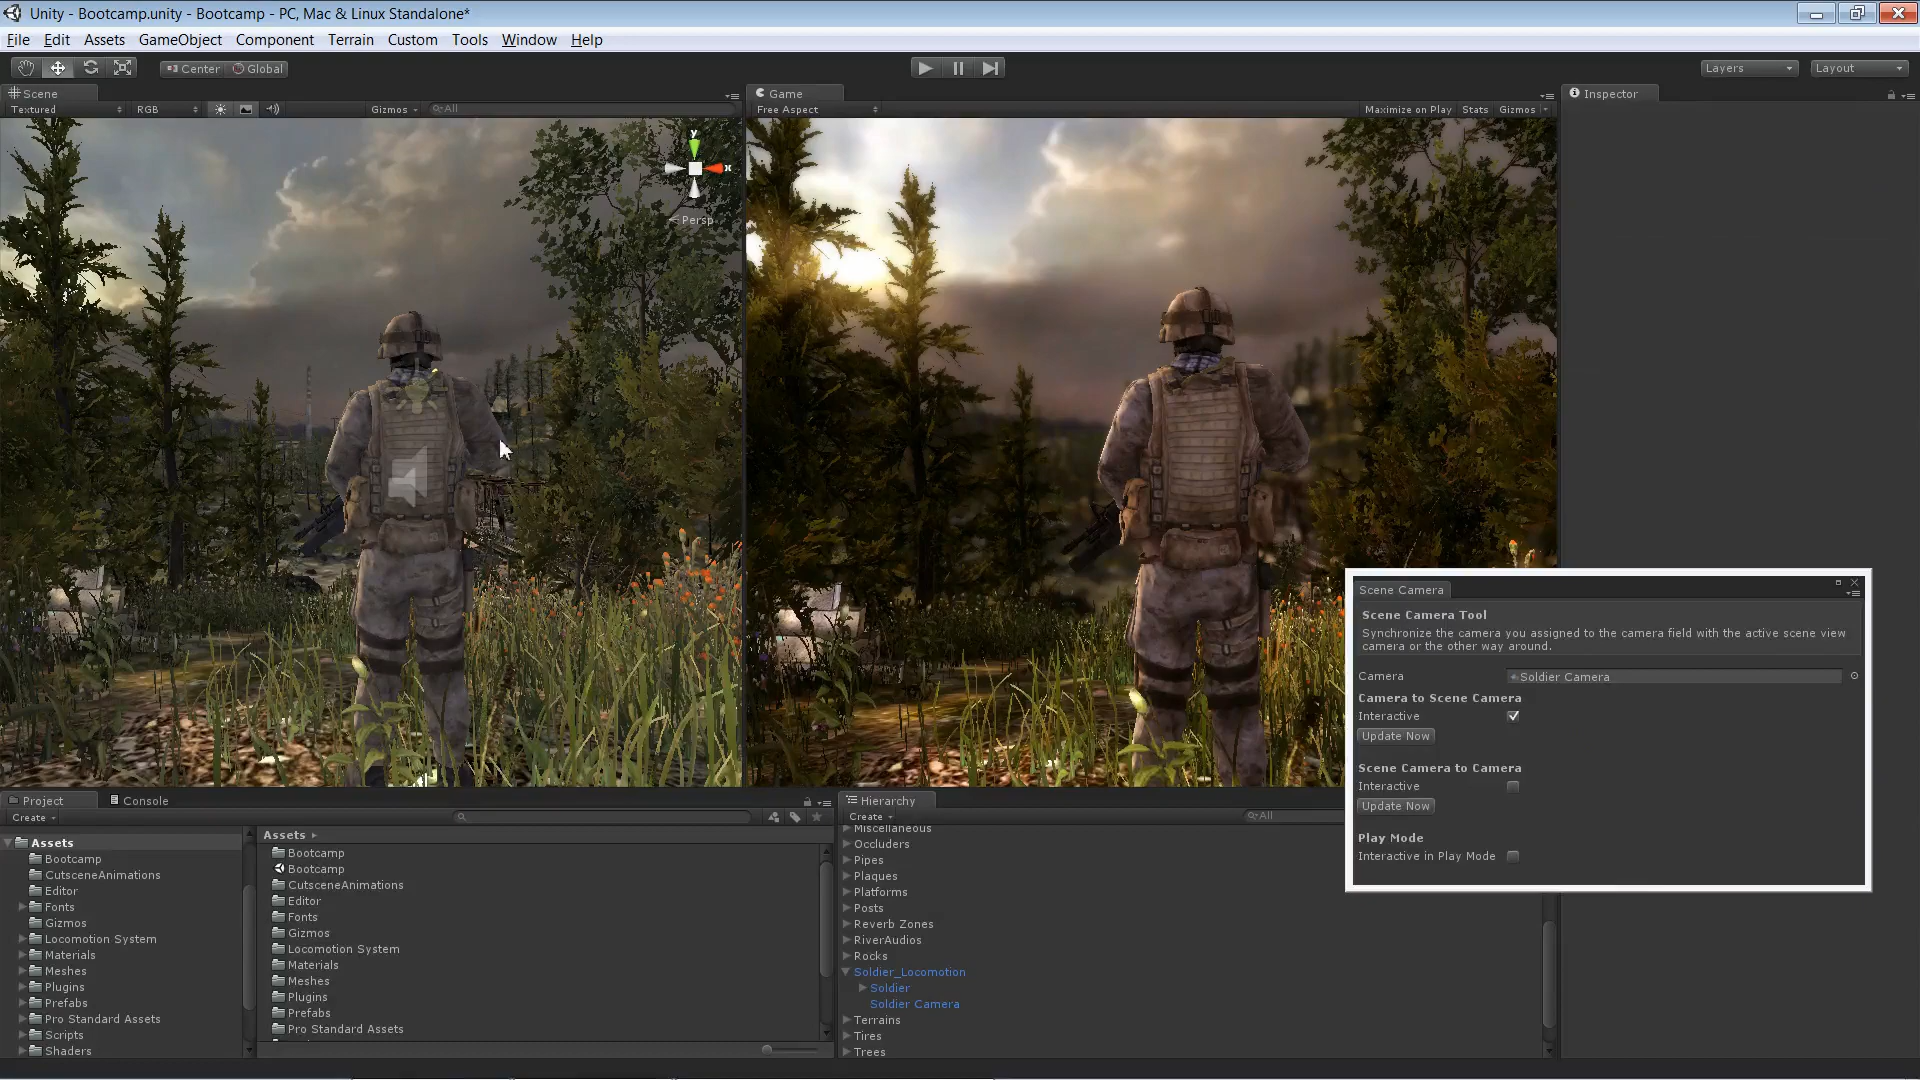 Unity - Bootcamp.unity - Bootcamp - PC, Mac & Linux Standalone*
File Edit Assets GameObject Component Terrain Custom Tools Window Help
Center Global Layers Layout
Scene
Textured RGB Gizmos All
y
x
Persp
Game
Free Aspect Maximize on Play Stats Gizmos
Inspector
Scene Camera
Scene Camera Tool
Synchronize the camera you assigned to the camera field with the active scene view
camera or the other way around.
Camera Soldier Camera
Camera to Scene Camera
Interactive
Update Now
Scene Camera to Camera
Interactive
Update Now
Play Mode
Interactive in Play Mode
Project Console
Create
Assets
Bootcamp
CutsceneAnimations
Editor
Fonts
Gizmos
Locomotion System
Materials
Meshes
Plugins
Prefabs
Pro Standard Assets
Scripts
Shaders
Assets
Bootcamp
Bootcamp
CutsceneAnimations
Editor
Fonts
Gizmos
Locomotion System
Materials
Meshes
Plugins
Prefabs
Pro Standard Assets
Hierarchy
Create All
Miscellaneous
Occluders
Pipes
Plaques
Platforms
Posts
Reverb Zones
RiverAudios
Rocks
Soldier_Locomotion
Soldier
Soldier Camera
Terrains
Tires
Trees